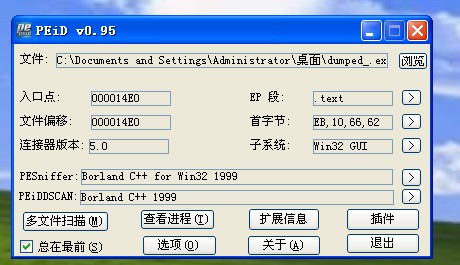 PEiD v0.95
文件: C:\Documents and Settings\Administrator\桌面\dumped_.ex 浏览
入口点: 000014E0 EP 段: .text >
文件偏移: 000014E0 首字节: EB,10,66,62 >
连接器版本: 5.0 子系统: Win32 GUI >
PESniffer: Borland C++ for Win32 1999 >
PEiDDSCAN: Borland C++ 1999 >
多文件扫描(M) 查看进程(T) 扩展信息 插件
总在最前(S) 选项(O) 关于(A) 退出